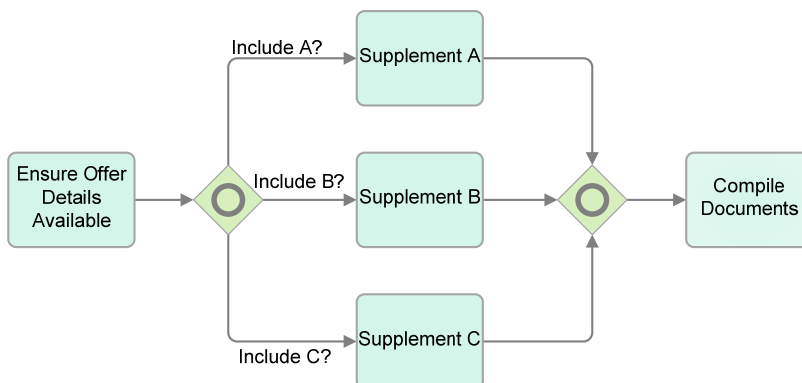 Include A?
Supplement A
Ensure Offer
Details
Available
Include B?
Supplement B
Compile
Documents
Include C?
Supplement C